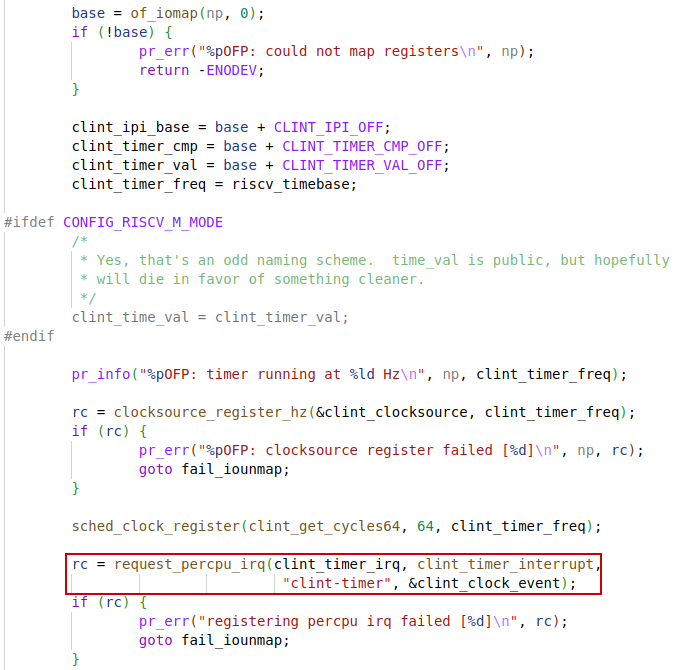 base = of_iomap(np, 0);
if (!base) {
pr_err("%pOFP: could not map registers\n", np);
return -ENODEV;
}
clint_ipi_base = base + CLINT_IPI_OFF;
clint_timer_cmp = base + CLINT_TIMER_CMP_OFF;
clint_timer_val = base + CLINT_TIMER_VAL_OFF;
clint_timer_freq = riscv_timebase;
#ifdef CONFIG_RISCV_M_MODE
/*
* Yes, that's an odd naming scheme.  time_val is public, but hopefully
* will die in favor of something cleaner.
*/
clint_time_val = clint_timer_val;
#endif
pr_info("%pOFP: timer running at %ld Hz\n", np, clint_timer_freq);
rc = clocksource_register_hz(&clint_clocksource, clint_timer_freq);
if (rc) {
pr_err("%pOFP: clocksource register failed [%d]\n", np, rc);
goto fail_iounmap;
}
sched_clock_register(clint_get_cycles64, 64, clint_timer_freq);
rc = request_percpu_irq(clint_timer_irq, clint_timer_interrupt,
"clint-timer", &clint_clock_event);
if (rc) {
pr_err("registering percpu irq failed [%d]\n", rc);
goto fail_iounmap;
}